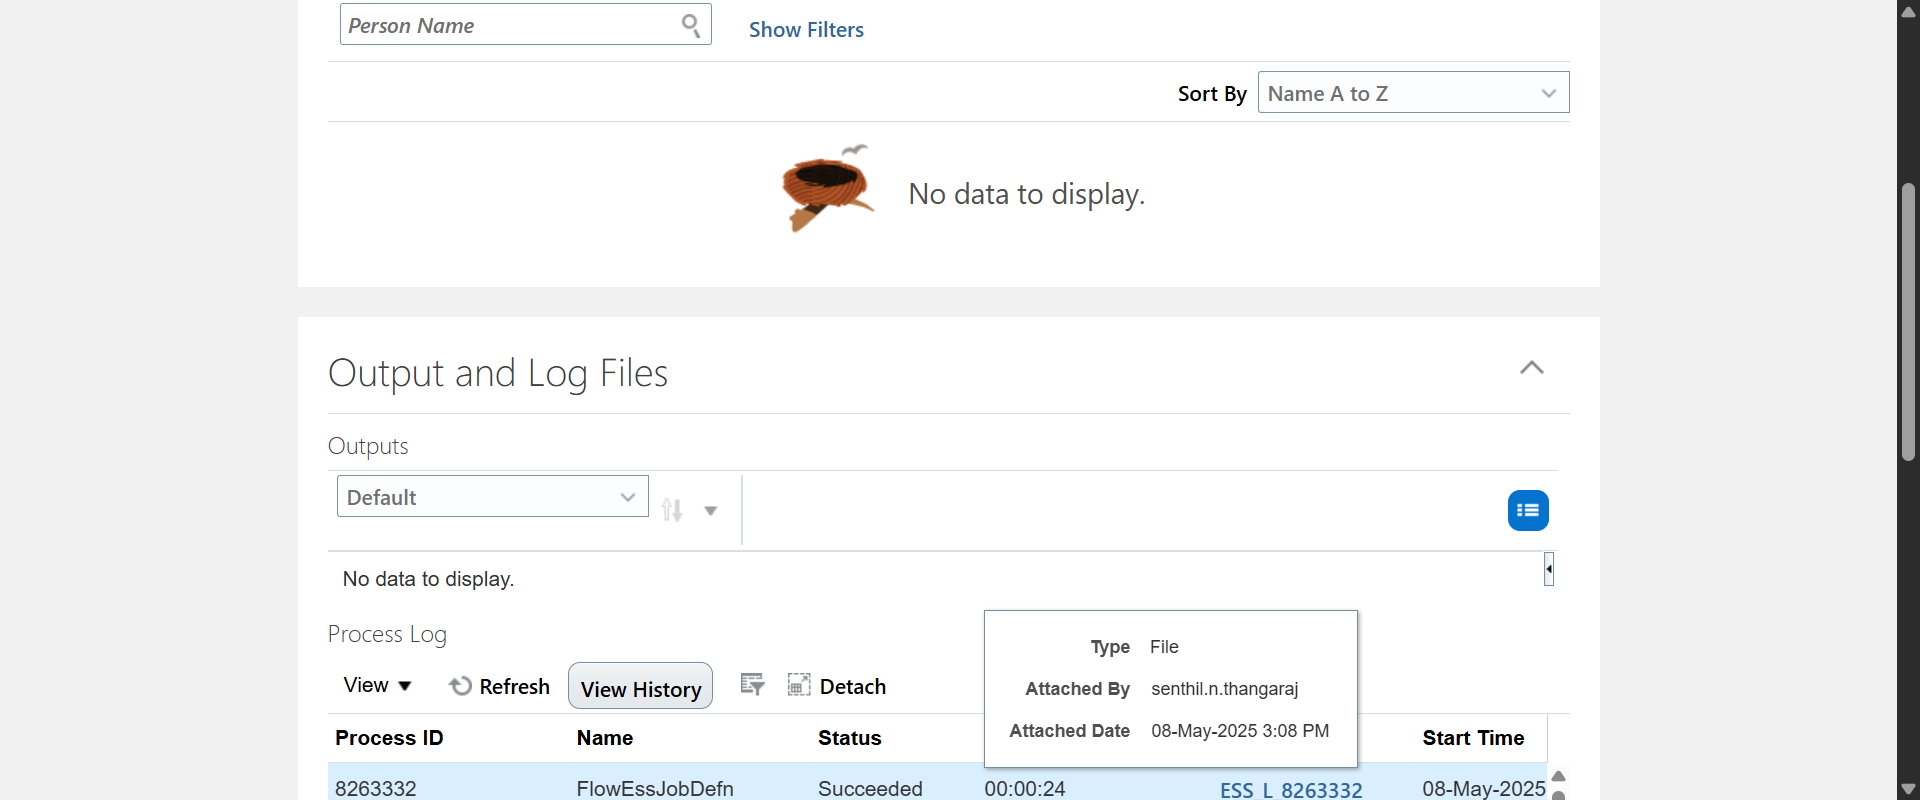 Person Name
Show Filters
Sort By Name A to Z
No data to display.
Output and Log Files
Outputs
Default
No data to display.
Process Log
Type File
Attached By senthil.n.thangaraj
Attached Date 08-May-2025 3:08 PM
View Refresh View History Detach
Process ID Name Status Start Time
8263332 FlowEssJobDefn Succeeded 00:00:24 ESS_L_8263332 08-May-2025